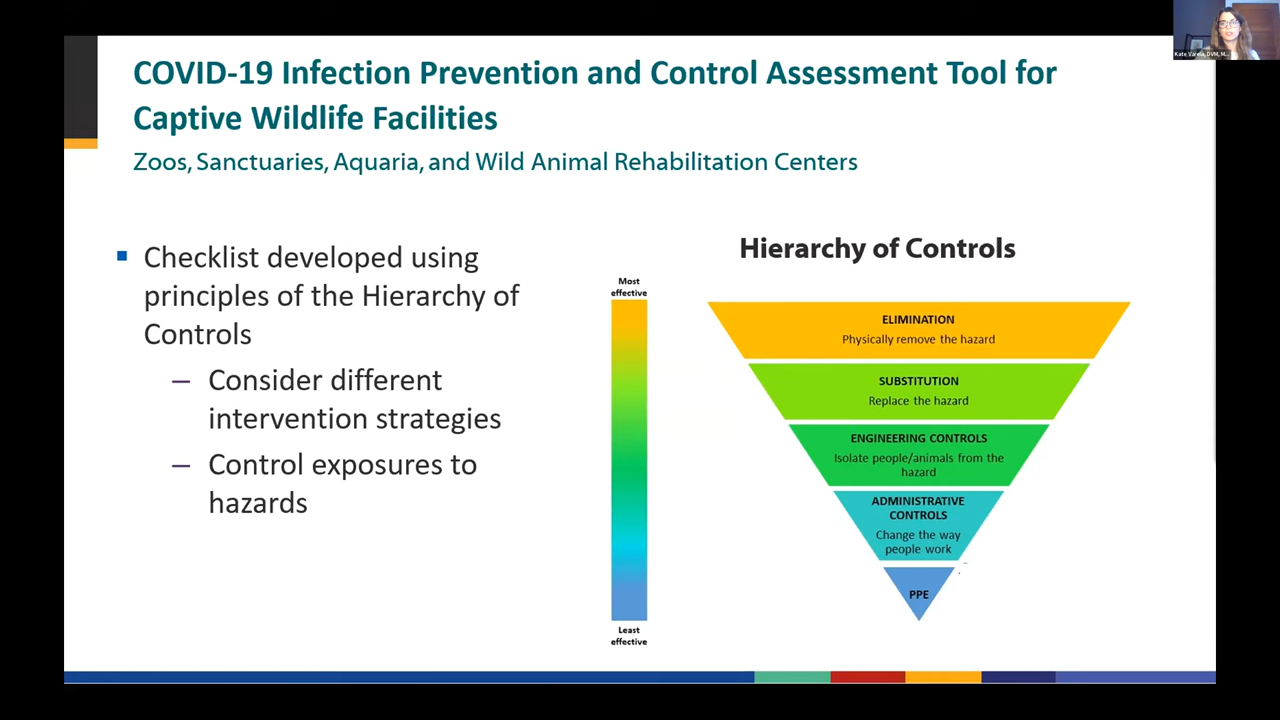 Kate Varela, DVM, M...
COVID-19 Infection Prevention and Control Assessment Tool for
Captive Wildlife Facilities
Zoos, Sanctuaries, Aquaria, and Wild Animal Rehabilitation Centers
Checklist developed using
principles of the Hierarchy of
Controls
– Consider different
intervention strategies
– Control exposures to
hazards
Hierarchy of Controls
Most
effective
Least
effective
ELIMINATION
Physically remove the hazard
SUBSTITUTION
Replace the hazard
ENGINEERING CONTROLS
Isolate people/animals from the
hazard
ADMINISTRATIVE
CONTROLS
Change the way
people work
PPE